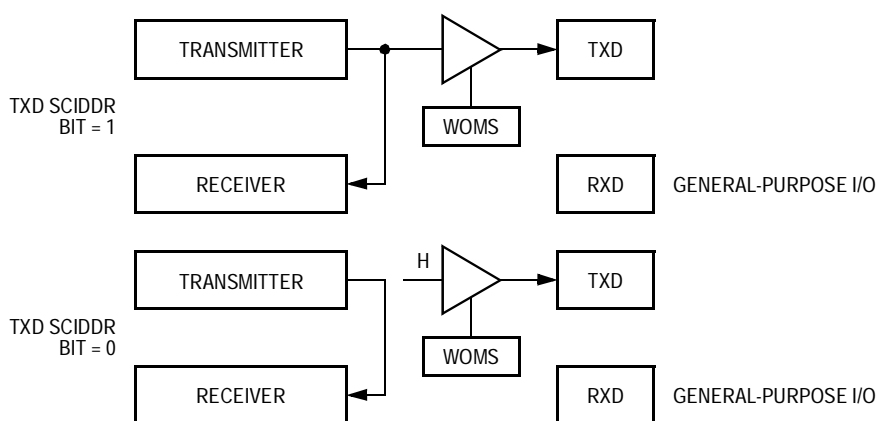 TRANSMITTER
TXD
TXD SCIDDR
BIT = 1
WOMS
RECEIVER
RXD
GENERAL-PURPOSE I/O
TRANSMITTER
H
TXD
TXD SCIDDR
BIT = 0
WOMS
RECEIVER
RXD
GENERAL-PURPOSE I/O